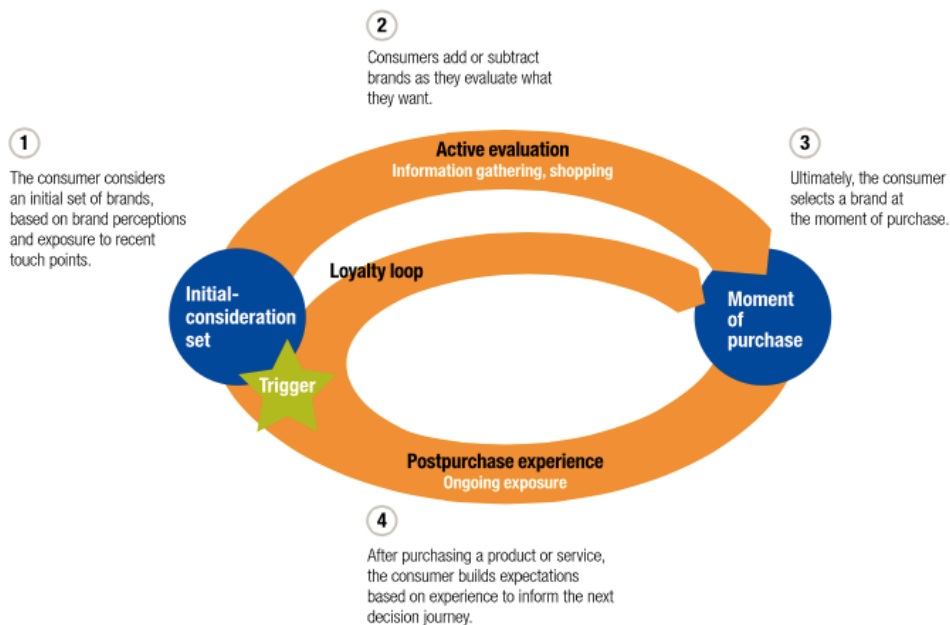 2
Consumers add or subtract
brands as they evaluate what
they want.
1
The consumer considers
an initial set of brands,
based on brand perceptions
and exposure to recent
touch points.
Active evaluation
Information gathering, shopping
3
Ultimately, the consumer
selects a brand at
the moment of purchase.
Loyalty loop
Initial-
consideration
set
Moment
of
purchase
Trigger
Postpurchase experience
Ongoing exposure
4
After purchasing a product or service,
the consumer builds expectations
based on experience to inform the next
decision journey.